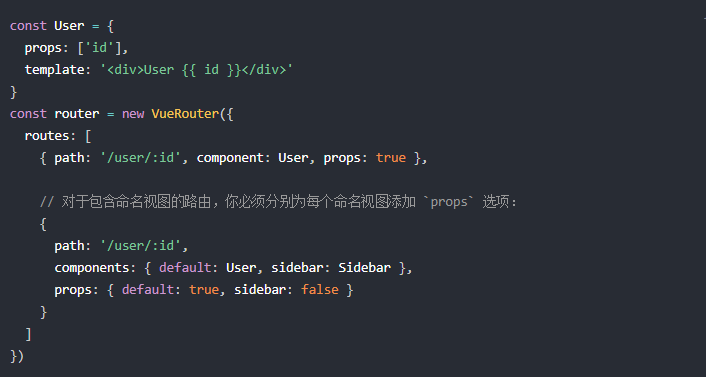 const User = {
  props: ['id'],
  template: '<div>User {{ id }}</div>'
}
const router = new VueRouter({
  routes: [
    { path: '/user/:id', component: User, props: true },

    // 对于包含命名视图的路由，你必须分别为每个命名视图添加 `props` 选项：
    {
      path: '/user/:id',
      components: { default: User, sidebar: Sidebar },
      props: { default: true, sidebar: false }
    }
  ]
})